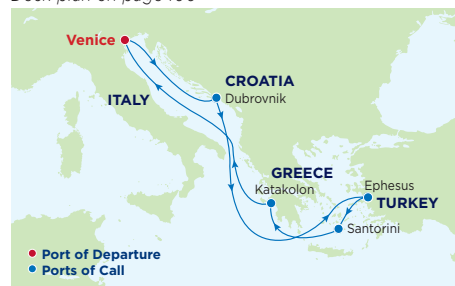 Venice
CROATIA
Dubrovnik
ITALY
GREECE
Katakolon
Ephesus
TURKEY
Santorini
Port of Departure
Ports of Call